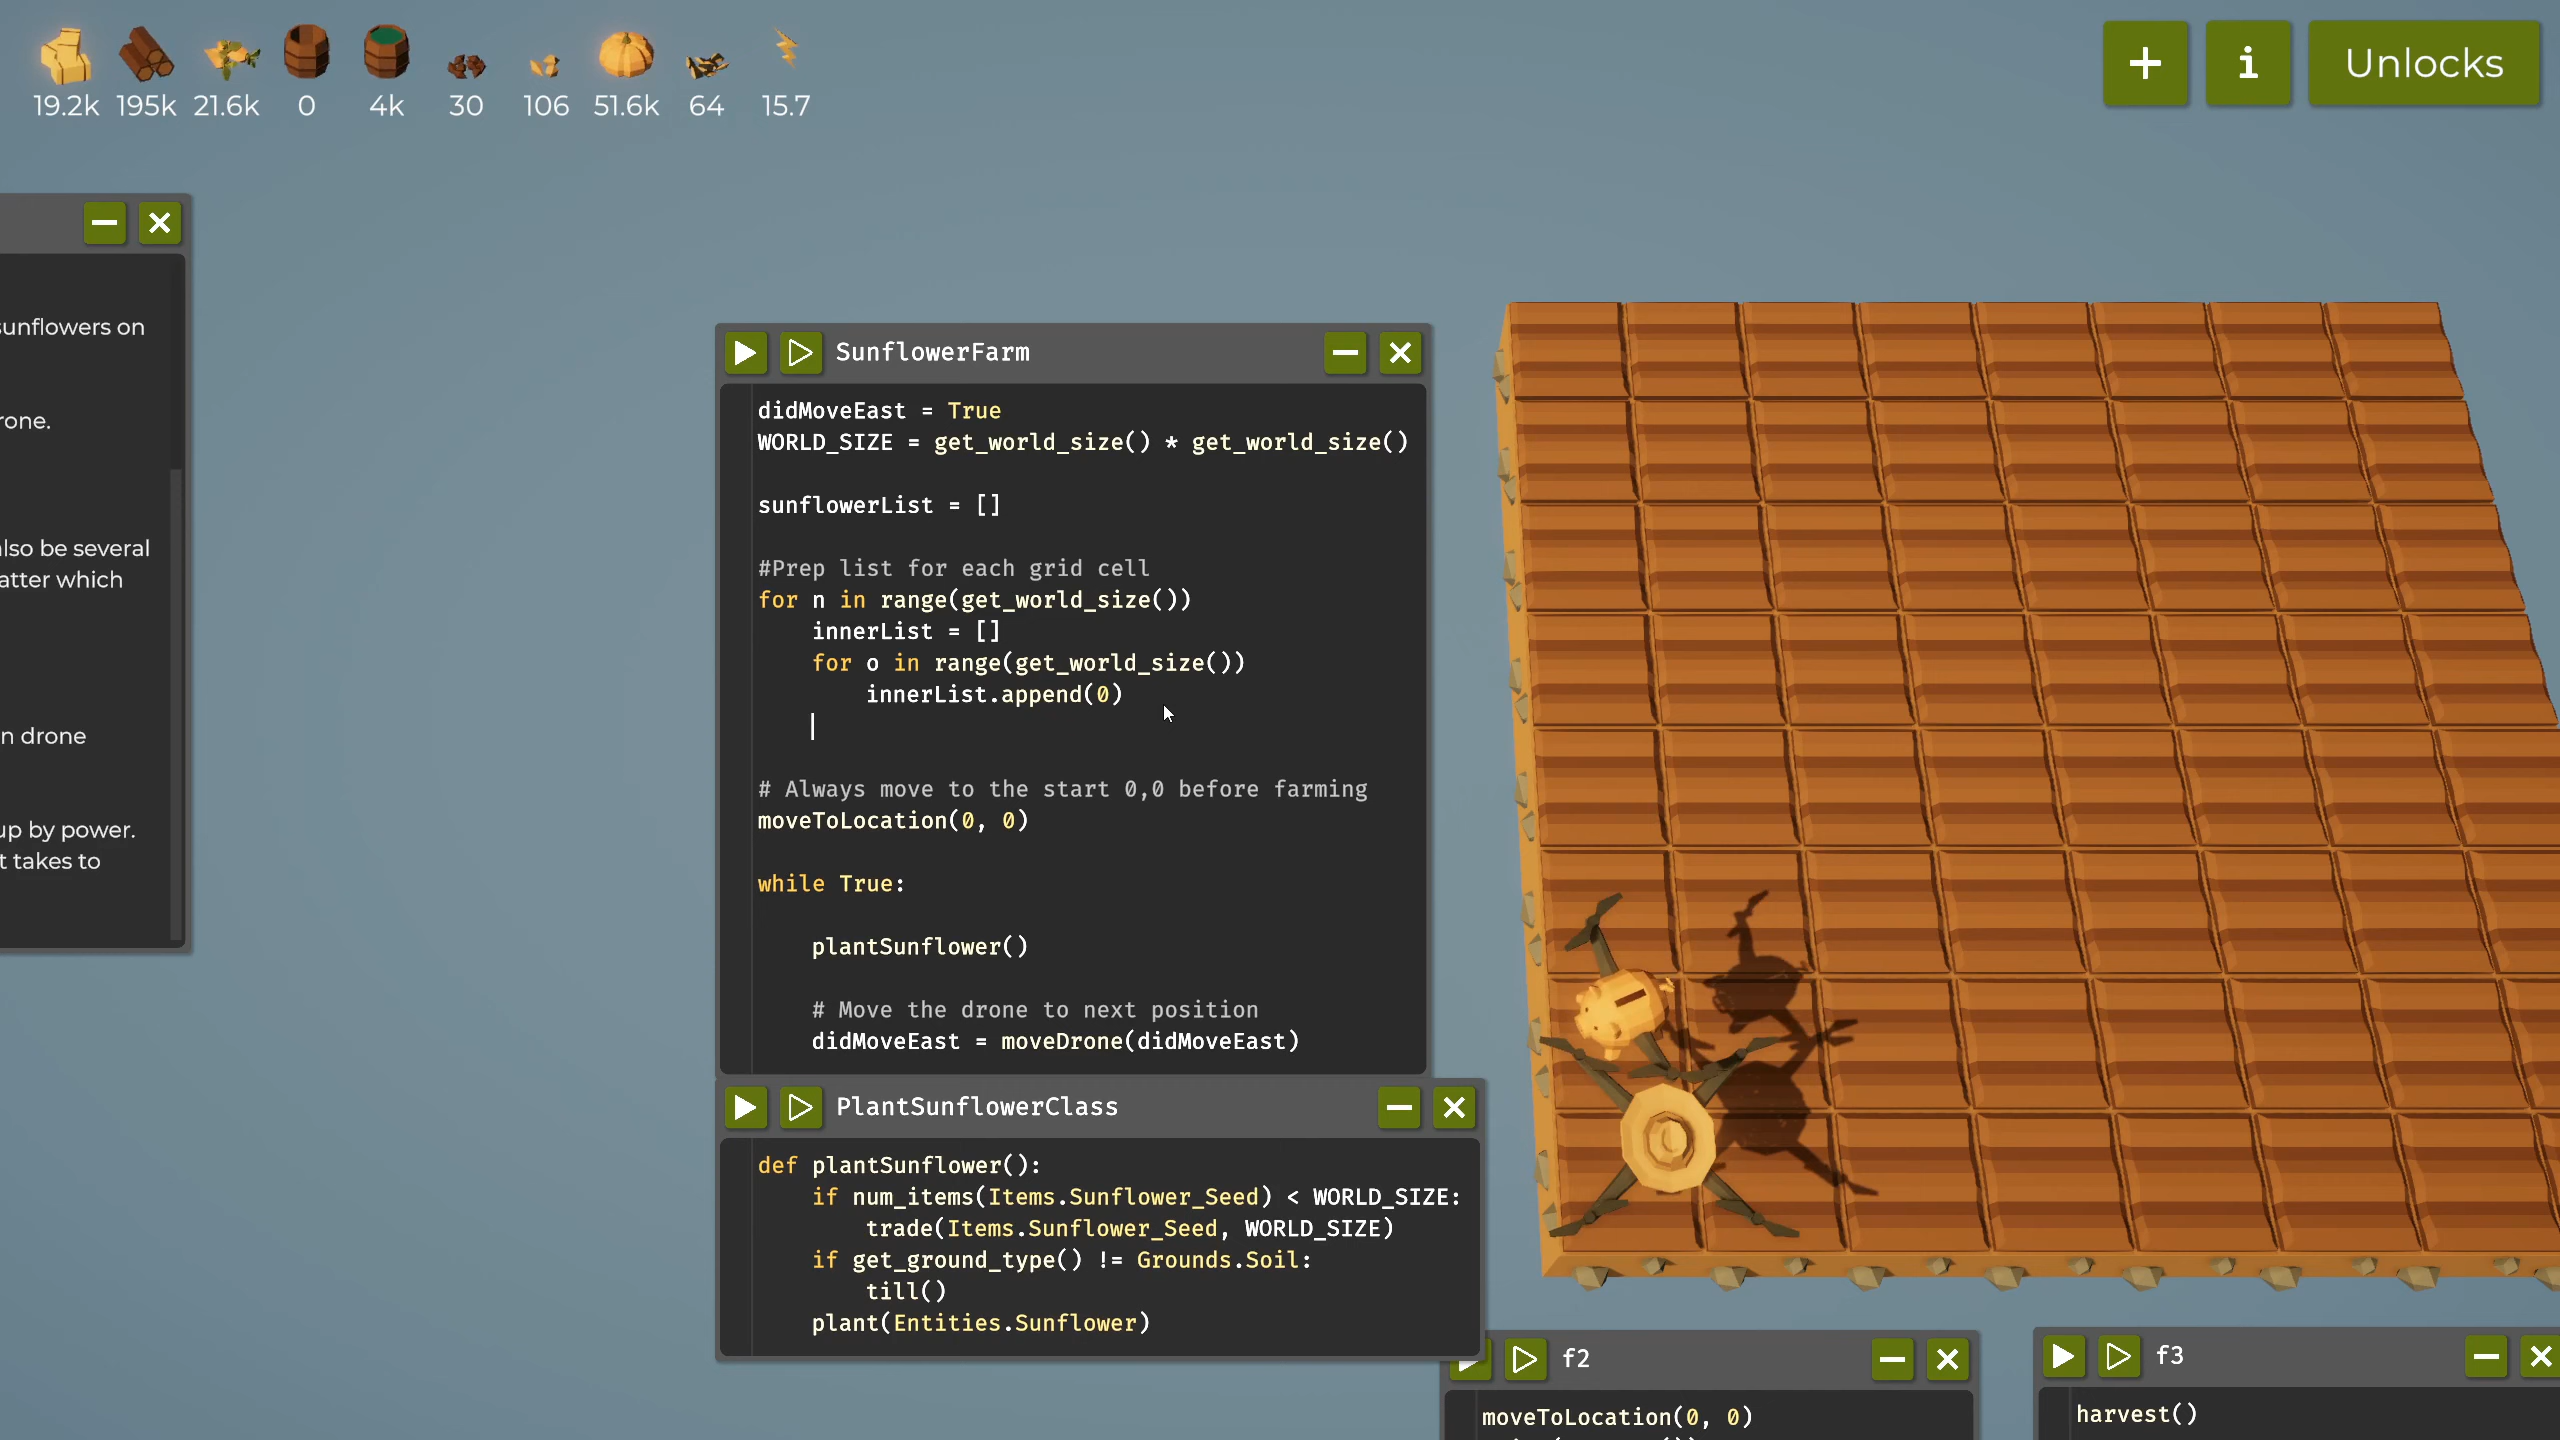 19.2k 195k 21.6k 0 4k 30 106 51.6k 64 15.7
+ i Unlocks
sunflowers on
rone.
also be several
atter which
n drone
up by power.
t takes to
SunflowerFarm
didMoveEast = True
WORLD_SIZE = get_world_size() * get_world_size()
sunflowerList = []
#Prep list for each grid cell
for n in range(get_world_size())
innerList = []
for o in range(get_world_size())
innerList.append(0)
# Always move to the start 0,0 before farming
moveToLocation(0, 0)
while True:
plantSunflower()
# Move the drone to next position
didMoveEast = moveDrone(didMoveEast)
PlantSunflowerClass
def plantSunflower():
if num_items(Items.Sunflower_Seed) < WORLD_SIZE:
trade(Items.Sunflower_Seed, WORLD_SIZE)
if get_ground_type() != Grounds.Soil:
till()
plant(Entities.Sunflower)
f2
moveToLocation(0, 0)
f3
harvest()